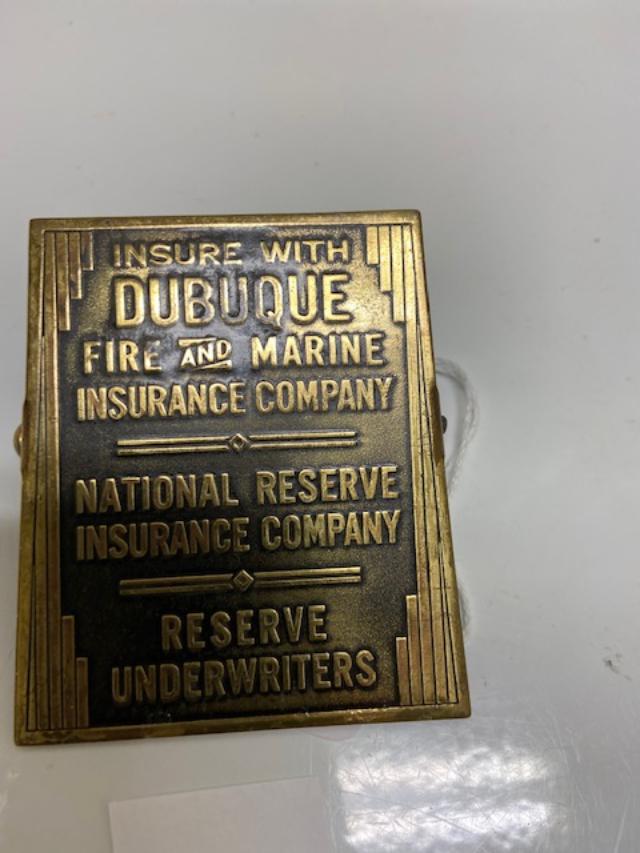 INSURE WITH
DUBUQUE
FIRE AND MARINE
INSURANCE COMPANY
NATIONAL RESERVE
INSURANCE COMPANY
RESERVE
UNDERWRITERS